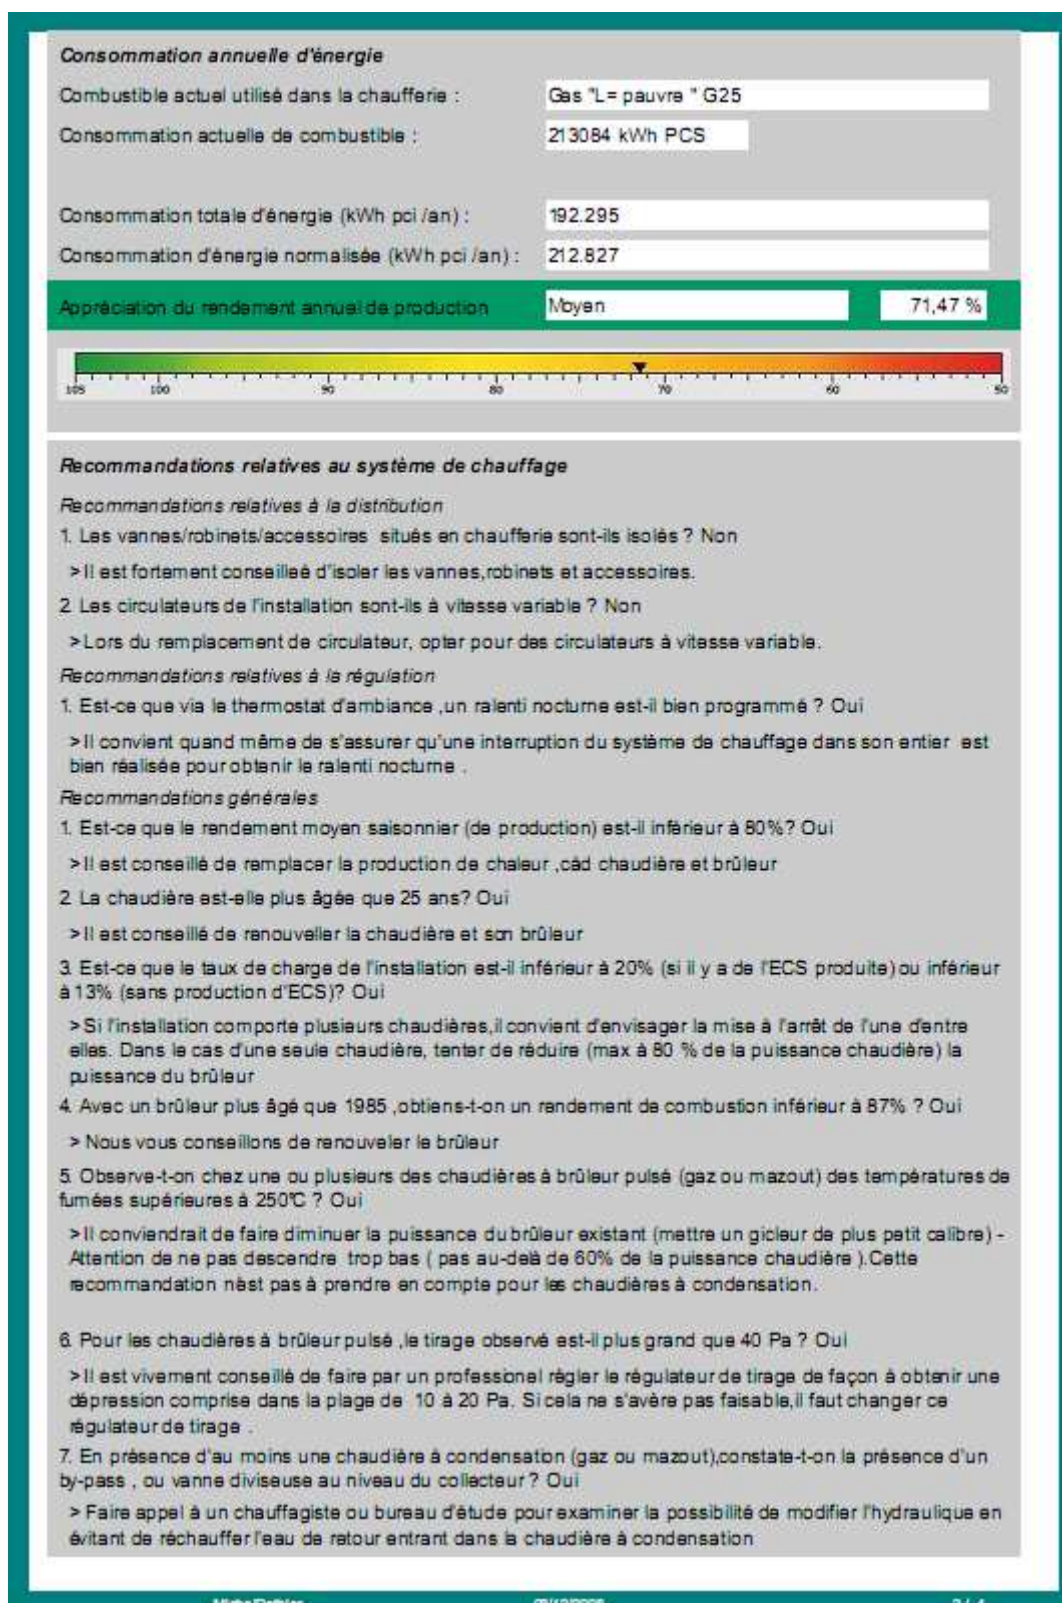 Consommation annuelle d'énergie
Combustible actuel utilisé dans la chaufferie : Gas "L= pauvre " G25
Consommation actuelle de combustible : 213084 kWh PCS
Consommation totale d'énergie (kWh pci /an) : 192.295
Consommation d'énergie normalisée (kWh pci /an) : 212.827
Appréciation du rendement annuel de production Moyen 71,47 %
105 100 90 80 70 60 50
Recommandations relatives au système de chauffage
Recommandations relatives à la distribution
1. Les vannes/robinets/accessoires situés en chaufferie sont-ils isolés ? Non
>Il est fortement conseilleé d'isoler les vannes,robinets et accessoires.
2. Les circulateurs de l'installation sont-ils à vitesse variable ? Non
>Lors du remplacement de circulateur, opter pour des circulateurs à vitesse variable.
Recommandations relatives à la régulation
1. Est-ce que via le thermostat d'ambiance ,un ralenti nocturne est-il bien programmé ? Oui
>Il convient quand même de s'assurer qu'une interruption du système de chauffage dans son entier est
bien réalisée pour obtenir le ralenti nocturne .
Recommandations générales
1. Est-ce que le rendement moyen saisonnier (de production) est-il inférieur à 80%? Oui
>Il est conseillé de remplacer la production de chaleur ,càd chaudière et brûleur
2. La chaudière est-elle plus âgée que 25 ans? Oui
>Il est conseillé de renouveller la chaudière et son brûleur
3. Est-ce que le taux de charge de l'installation est-il inférieur à 20% (si il y a de l'ECS produite) ou inférieur
à 13% (sans production d'ECS)? Oui
>Si l'installation comporte plusieurs chaudières,il convient d'envisager la mise à l'arrêt de l'une d'entre
elles. Dans le cas d'une seule chaudière, tenter de réduire (max à 80 % de la puissance chaudière) la
puissance du brûleur
4. Avec un brûleur plus âgé que 1985 ,obtiens-t-on un rendement de combustion inférieur à 87% ? Oui
> Nous vous conseillons de renouveler le brûleur
5. Observe-t-on chez une ou plusieurs des chaudières à brûleur pulsé (gaz ou mazout) des températures de
fumées supérieures à 250°C ? Oui
>Il conviendrait de faire diminuer la puissance du brûleur existant (mettre un gicleur de plus petit calibre) -
Attention de ne pas descendre trop bas ( pas au-delà de 60% de la puissance chaudière ).Cette
recommandation nèst pas à prendre en compte pour les chaudières à condensation.
6. Pour les chaudières à brûleur pulsé ,le tirage observé est-il plus grand que 40 Pa ? Oui
>Il est vivement conseillé de faire par un professionel règler le régulateur de tirage de façon à obtenir une
dépression comprise dans la plage de 10 à 20 Pa. Si cela ne s'avère pas faisable,il faut changer ce
régulateur de tirage .
7. En présence d'au moins une chaudière à condensation (gaz ou mazout),constate-t-on la présence d'un
by-pass , ou vanne diviseuse au niveau du collecteur ? Oui
> Faire appel à un chauffagiste ou bureau d'étude pour examiner la possibilité de modifier l'hydraulique en
évitant de réchauffer l'eau de retour entrant dans la chaudière à condensation